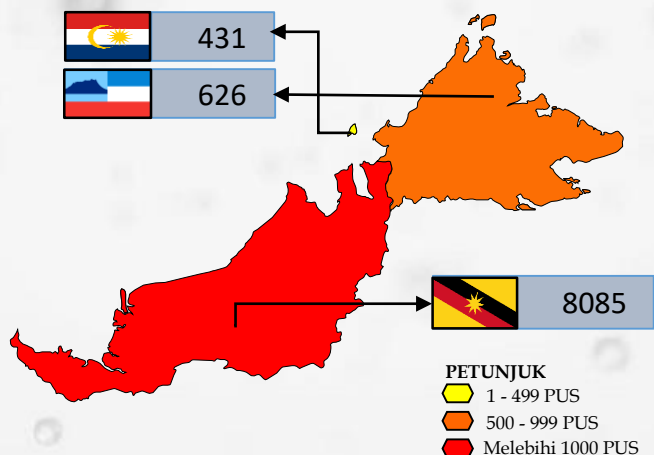 431
626
8085
PETUNJUK
1 - 499 PUS
500 - 999 PUS
Melebihi 1000 PUS